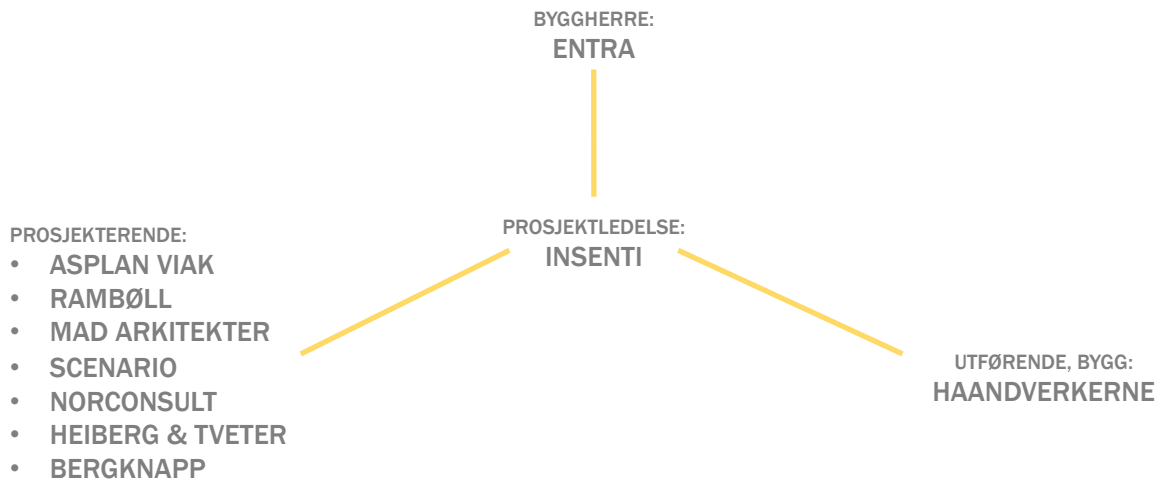 BYGGHERRE:
ENTRA
PROSJEKTLEDELSE:
INSENTI
PROSJEKTERENDE:
• ASPLAN VIAK
• RAMBØLL
• MAD ARKITEKTER
• SCENARIO
• NORCONSULT
• HEIBERG & TVETER
• BERGKNAPP
UTFØRENDE, BYGG:
HAANDVERKERNE